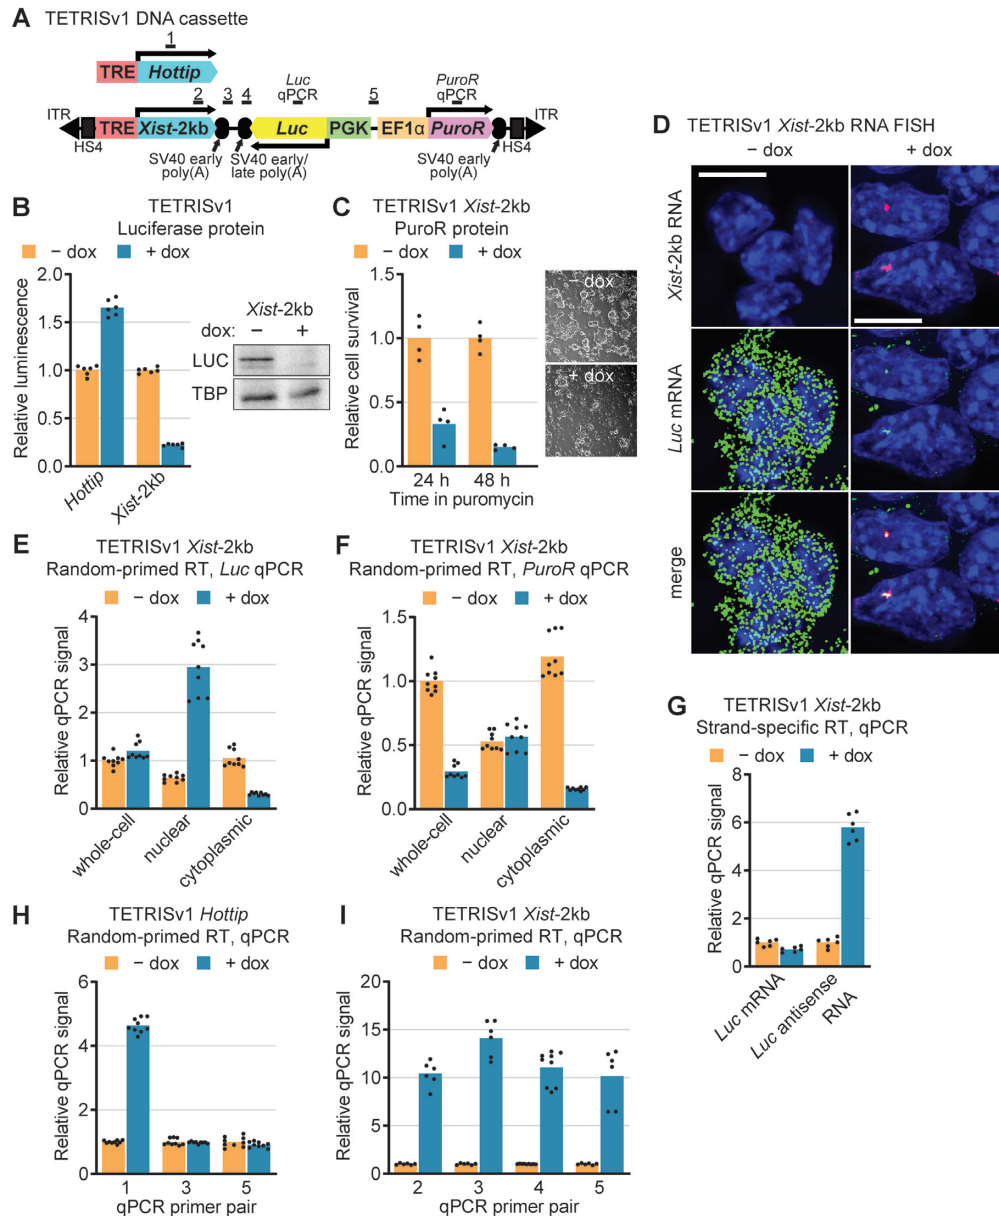 A TETRISv1 DNA cassette
1
TRE Hottip
2 3 4 Luc qPCR 5 PuroR qPCR
ITR TRE Xist-2kb Luc PGK EF1α PuroR ITR
HS4 SV40 early poly(A) SV40 early/ late poly(A) SV40 early poly(A) HS4
B TETRISv1
Luciferase protein
− dox + dox
Relative luminescence
2.0
1.5
1.0
0.5
0.0
Hottip Xist-2kb
Xist-2kb
dox: − +
LUC
TBP
C TETRISv1 Xist-2kb
PuroR protein
− dox + dox
Relative cell survival
1.5
1.0
0.5
0
24 h 48 h
Time in puromycin
− dox
+ dox
D TETRISv1 Xist-2kb RNA FISH
− dox + dox
Xist-2kb RNA
Luc mRNA
merge
E TETRISv1 Xist-2kb
Random-primed RT, Luc qPCR
− dox + dox
Relative qPCR signal
4
3
2
1
0
whole-cell nuclear cytoplasmic
F TETRISv1 Xist-2kb
Random-primed RT, PuroR qPCR
− dox + dox
Relative qPCR signal
1.5
1.0
0.5
0.0
whole-cell nuclear cytoplasmic
G TETRISv1 Xist-2kb
Strand-specific RT, qPCR
− dox + dox
Relative qPCR signal
8
6
4
2
0
Luc mRNA Luc antisense RNA
H TETRISv1 Hottip
Random-primed RT, qPCR
− dox + dox
Relative qPCR signal
6
4
2
0
1 3 5
qPCR primer pair
I TETRISv1 Xist-2kb
Random-primed RT, qPCR
− dox + dox
Relative qPCR signal
20
15
10
5
0
2 3 4 5
qPCR primer pair